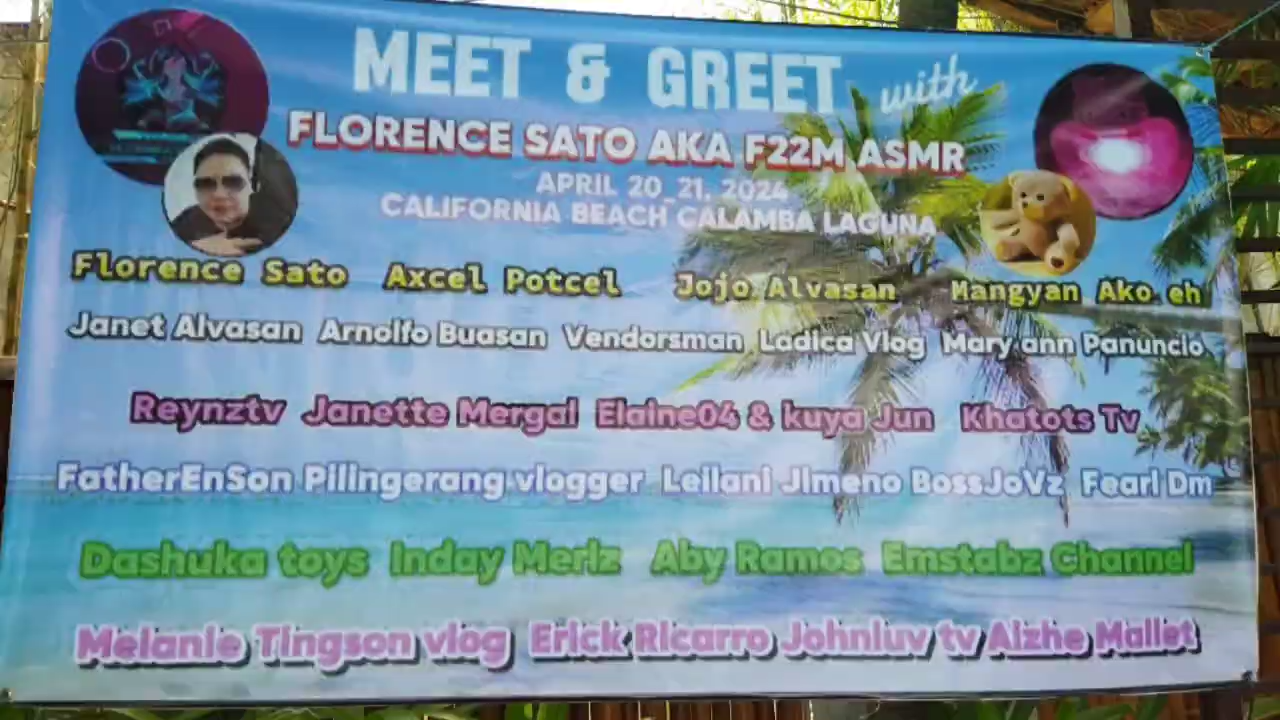 MEET & GREET with
FLORENCE SATO AKA F22M ASMR
APRIL 20_21, 2024
CALIFORNIA BEACH CALAMBA LAGUNA
Florence Sato Axcel Potcel Jojo Alvasan Mangyan Ako eh
Janet Alvasan Arnolfo Buasan Vendorsman Ladica Vlog Mary ann Panuncio
Reynztv Janette Mergal Elaine04 & kuya Jun Khatots Tv
FatherEnSon Pilingerang vlogger Leilani Jimeno BossJoVz Fearl Dm
Dashuka toys Inday Merlz Aby Ramos Emstabz Channel
Melanie Tingson vlog Erick Ricarro Johnluv tv Aizhe Mallet